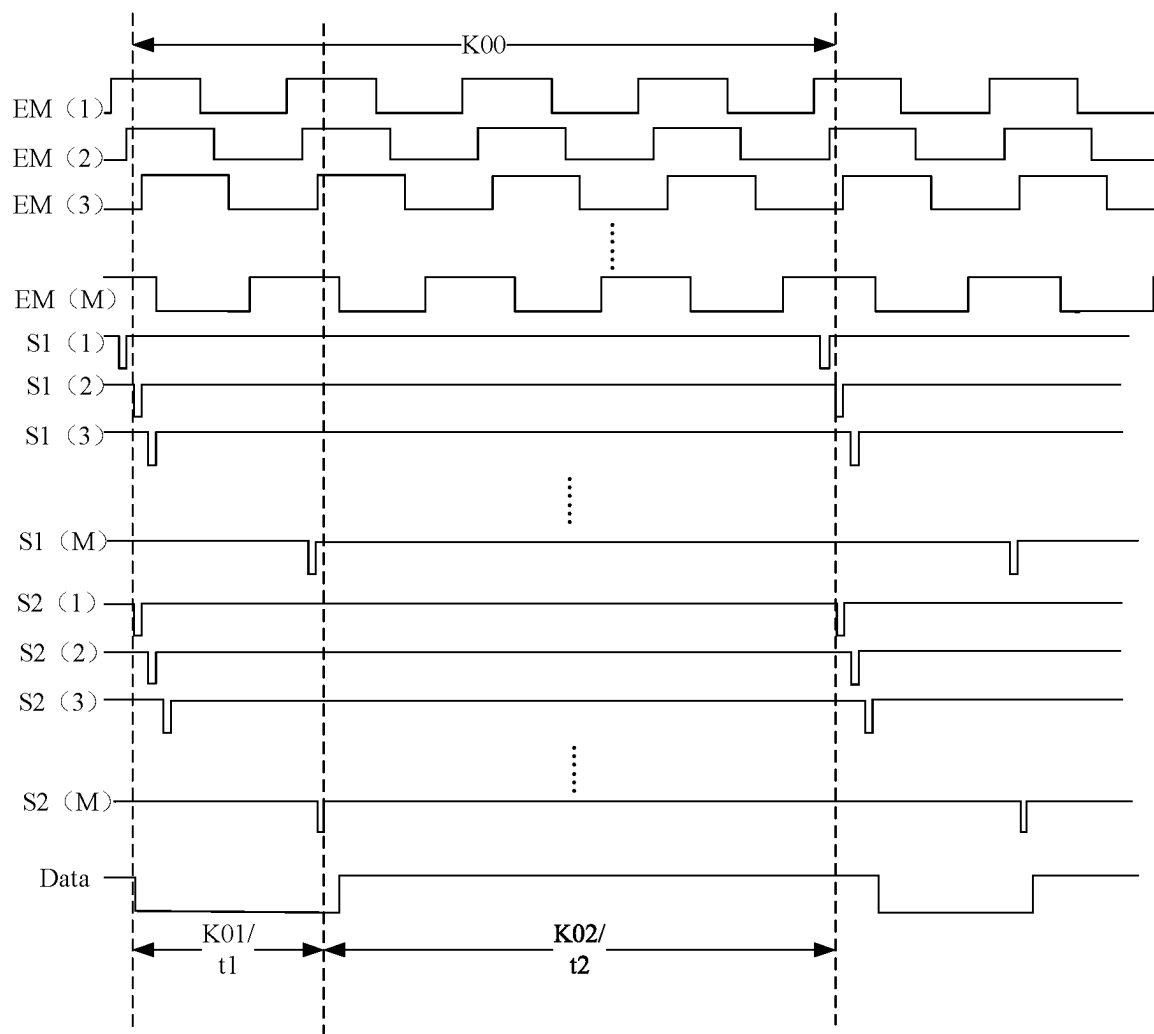 K00
EM（1）
EM（2）
EM（3）
EM（M）
S1（1）
S1（2）
S1（3）
S1（M）
S2（1）
S2（2）
S2（3）
S2（M）
Data
K01/
t1
K02/
t2